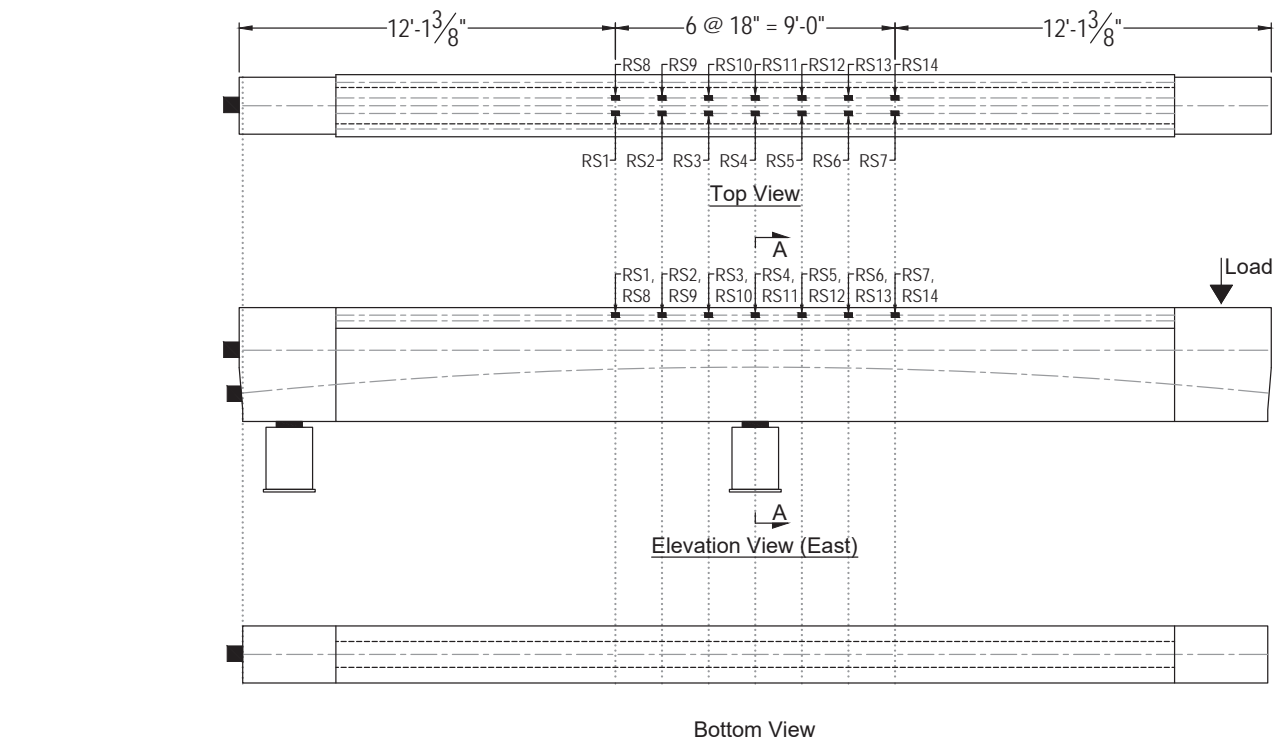 12'-1 3/8" 6 @ 18" = 9'-0" 12'-1 3/8"
RS8 RS9 RS10 RS11 RS12 RS13 RS14
RS1 RS2 RS3 RS4 RS5 RS6 RS7
Top View
A
Load
RS1, RS2, RS3, RS4, RS5, RS6, RS7,
RS8 RS9 RS10 RS11 RS12 RS13 RS14
A
Elevation View (East)
Bottom View